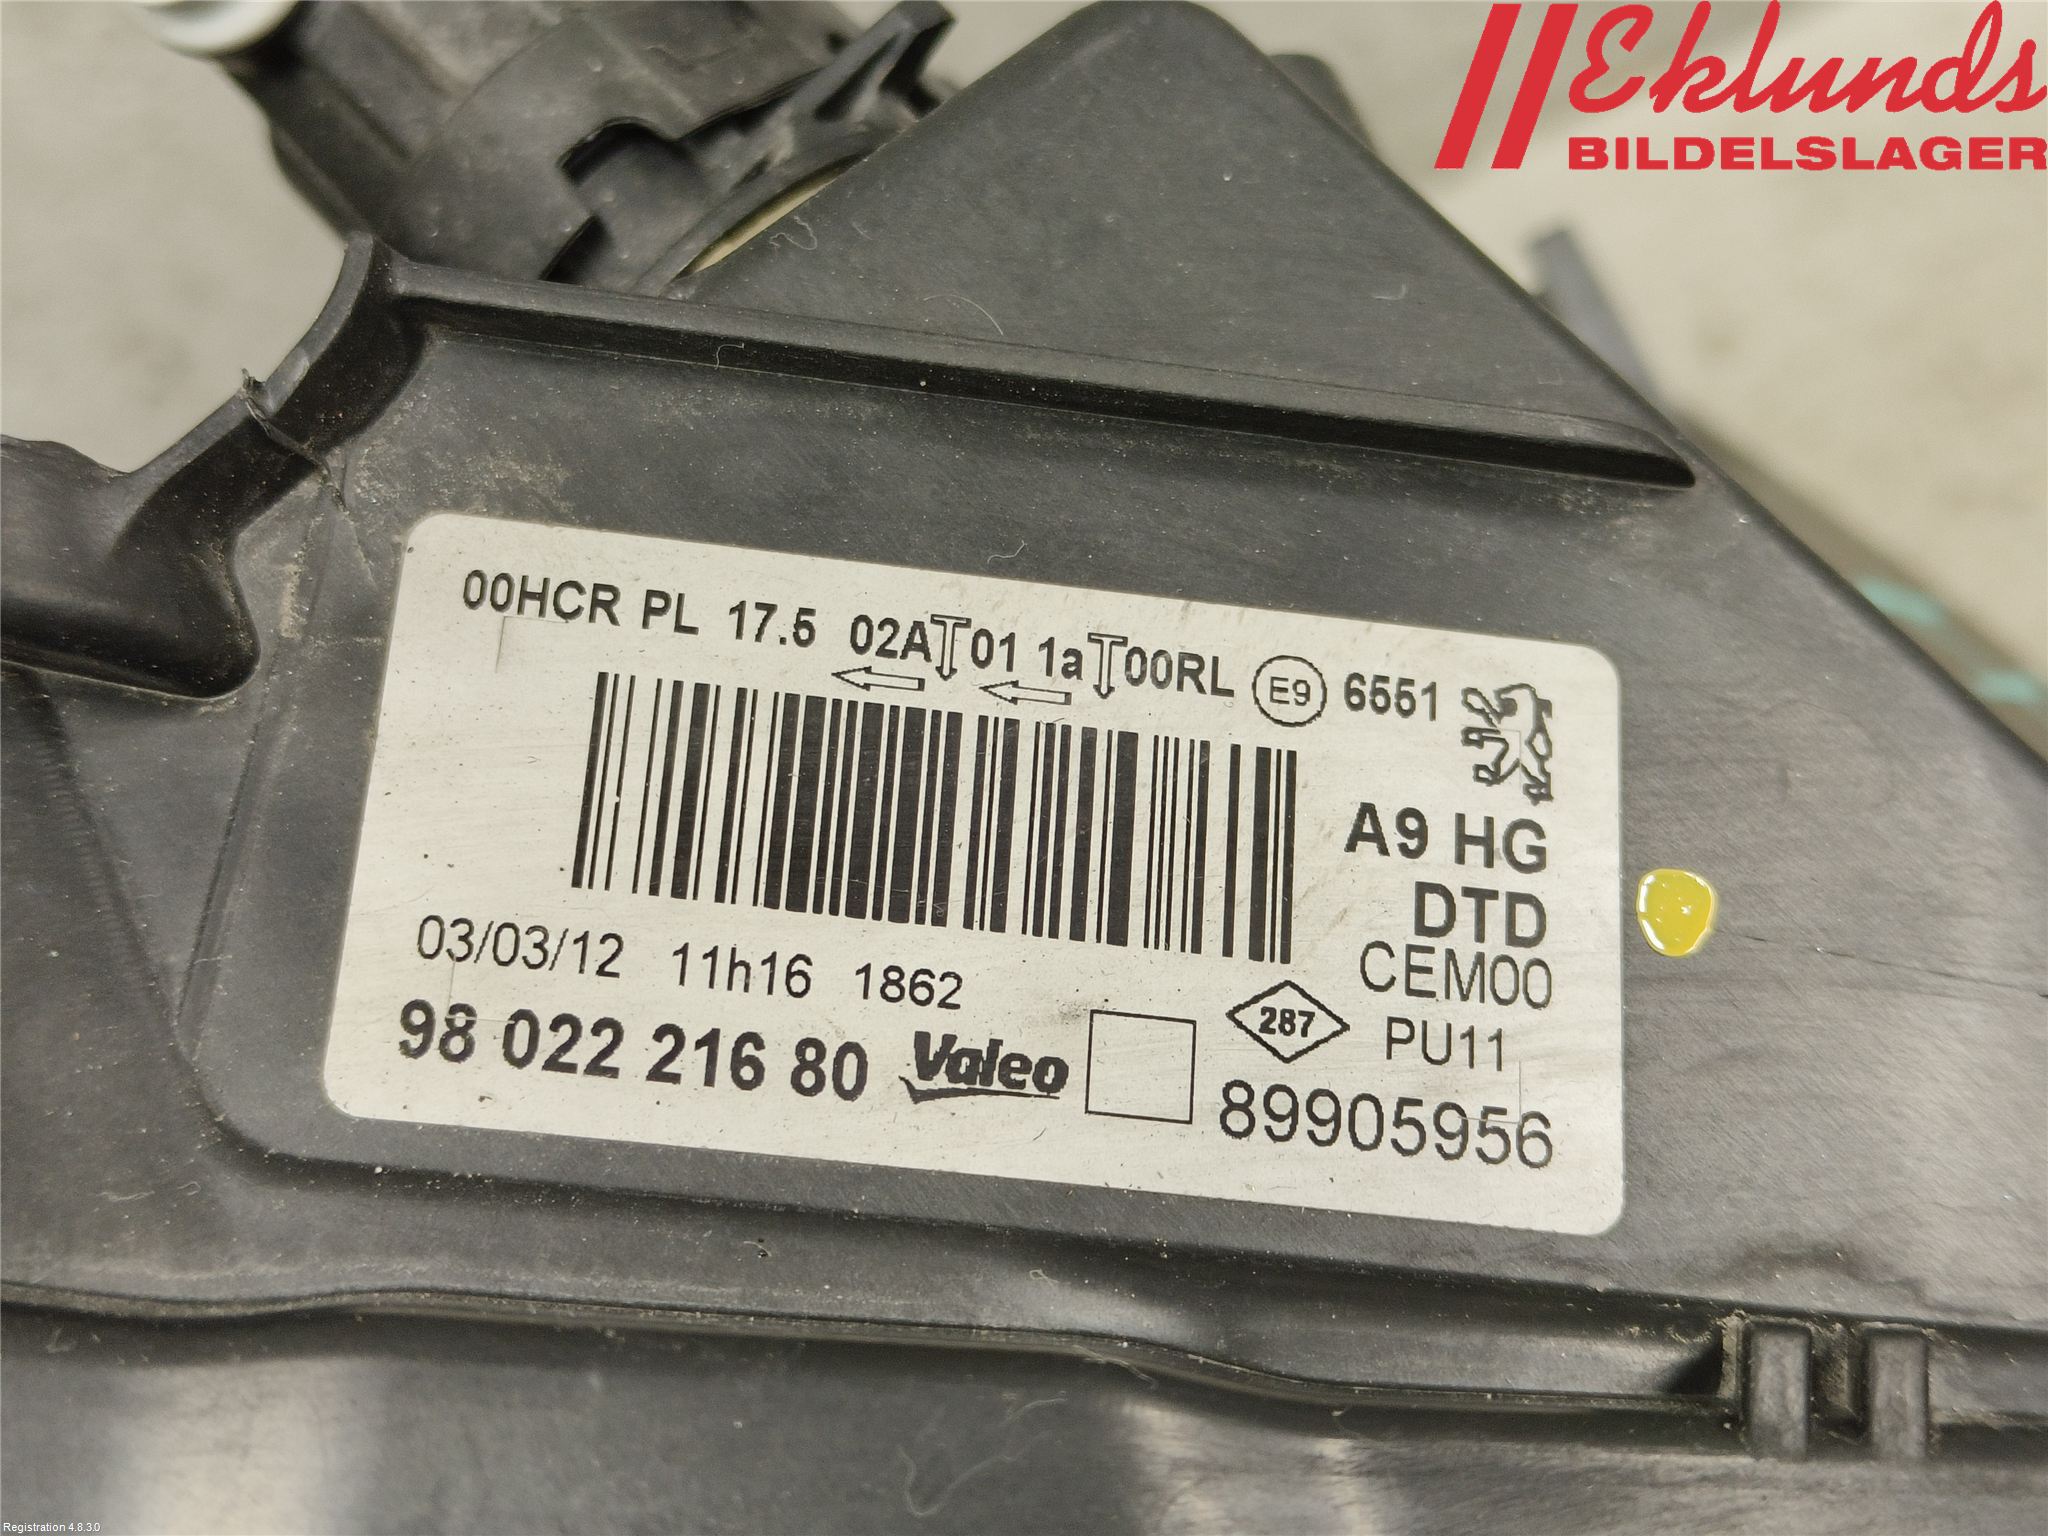 Eklunds
BILDELSLAGER
00HCR PL 17.5 02A 01 1a 00RL E9 6551
A9 HG
DTD
CEM00
03/03/12 11h16 1862
287 PU11
98 022 216 80 Valeo 89905956
Registration 4.8.3.0